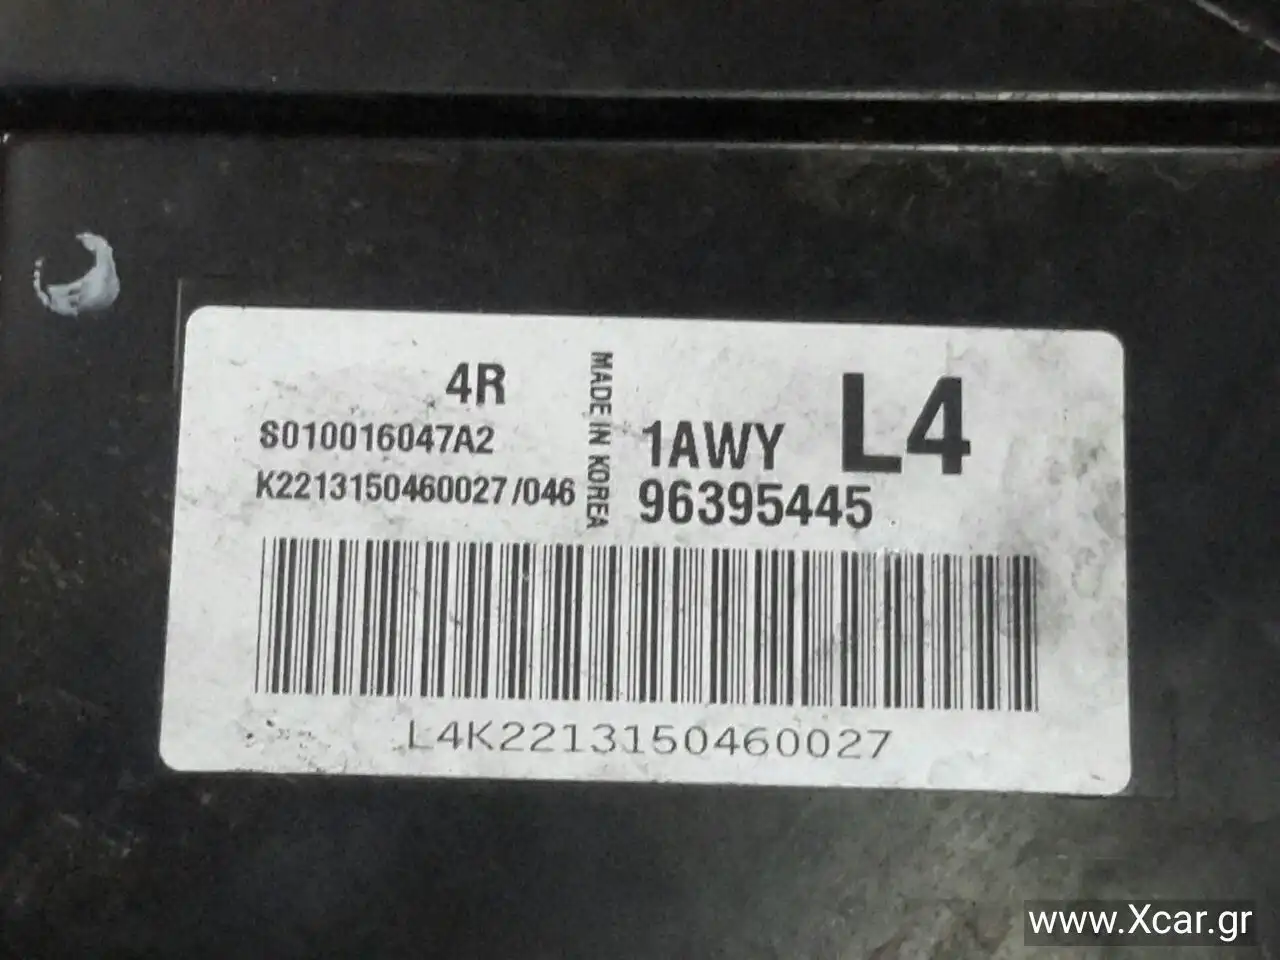 4R
S010016047A2
K2213150460027/046
MADE IN KOREA
1AWY L4
96395445
L4K2213150460027
www.Xcar.gr